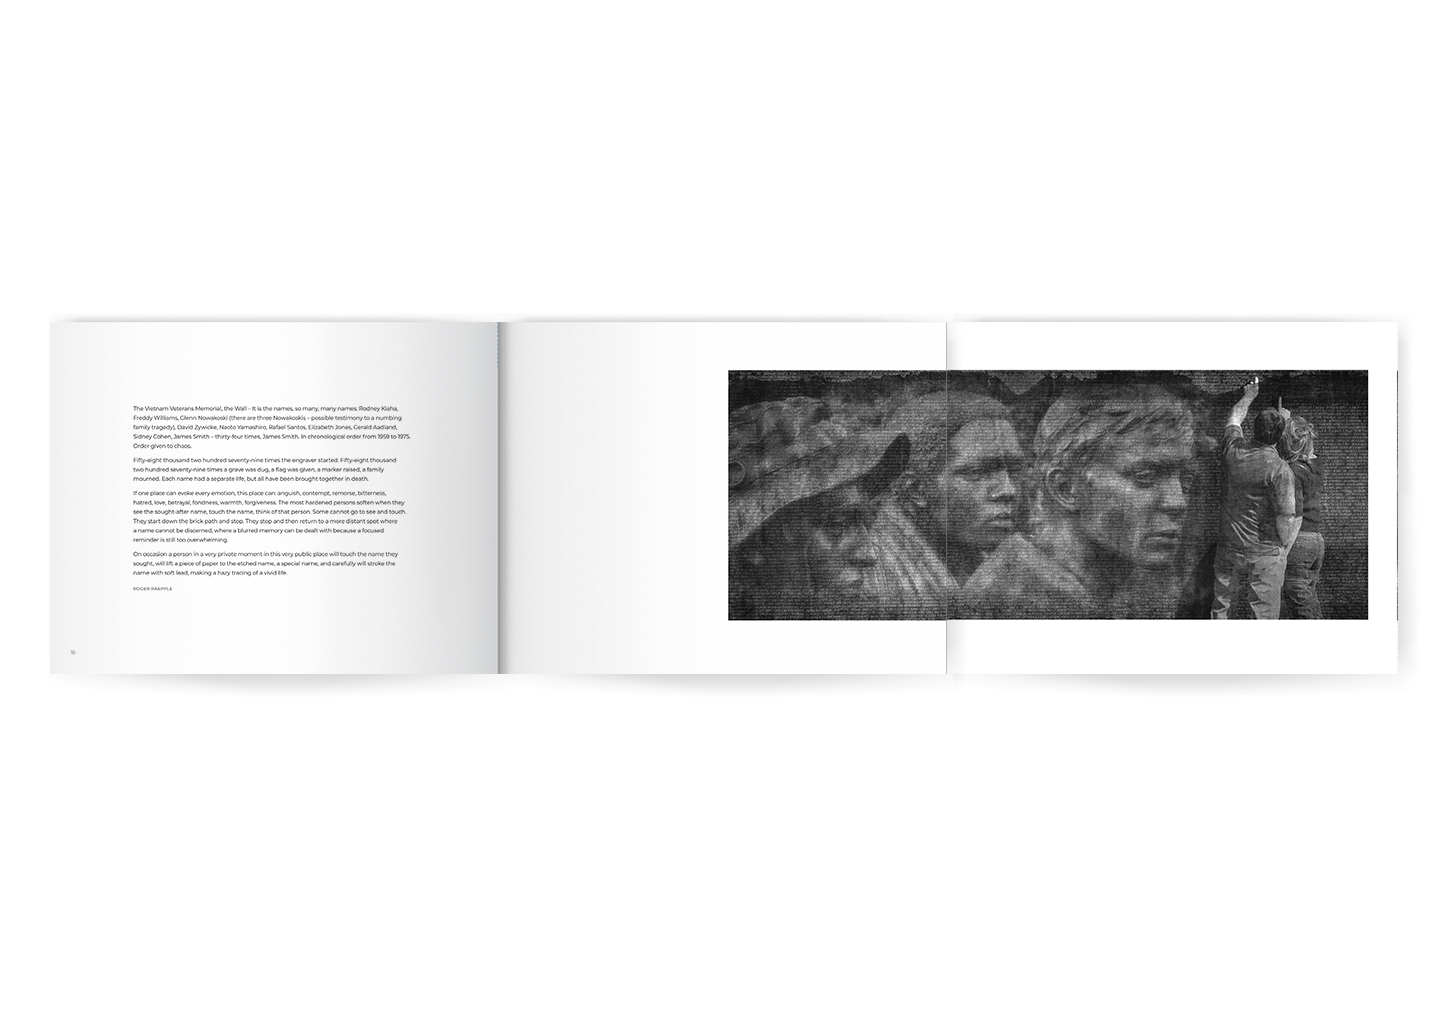 The Vietnam Veterans Memorial, the Wall – It is the names, so many, many names: Rodney Kiaha,
Freddy Williams, Glenn Nowakoski (there are three Nowakoskis – possible testimony to a numbing
family tragedy), David Zywicke, Naoto Yamashiro, Rafael Santos, Elizabeth Jones, Gerald Aadland,
Sidney Cohen, James Smith – thirty-four times, James Smith. In chronological order from 1959 to 1975.
Order given to chaos.
Fifty-eight thousand two hundred seventy-nine times the engraver started. Fifty-eight thousand
two hundred seventy-nine times a grave was dug, a flag was given, a marker raised, a family
mourned. Each name had a separate life, but all have been brought together in death.
If one place can evoke every emotion, this place can: anguish, contempt, remorse, bitterness,
hatred, love, betrayal, fondness, warmth, forgiveness. The most hardened persons soften when they
see the sought-after name, touch the name, think of that person. Some cannot go to see and touch.
They start down the brick path and stop. They stop and then return to a more distant spot where
a name cannot be discerned, where a blurred memory can be dealt with because a focused
reminder is still too overwhelming.
On occasion a person in a very private moment in this very public place will touch the name they
sought, will lift a piece of paper to the etched name, a special name, and carefully will stroke the
name with soft lead, making a hazy tracing of a vivid life.
ROGER RAEPPLE
10